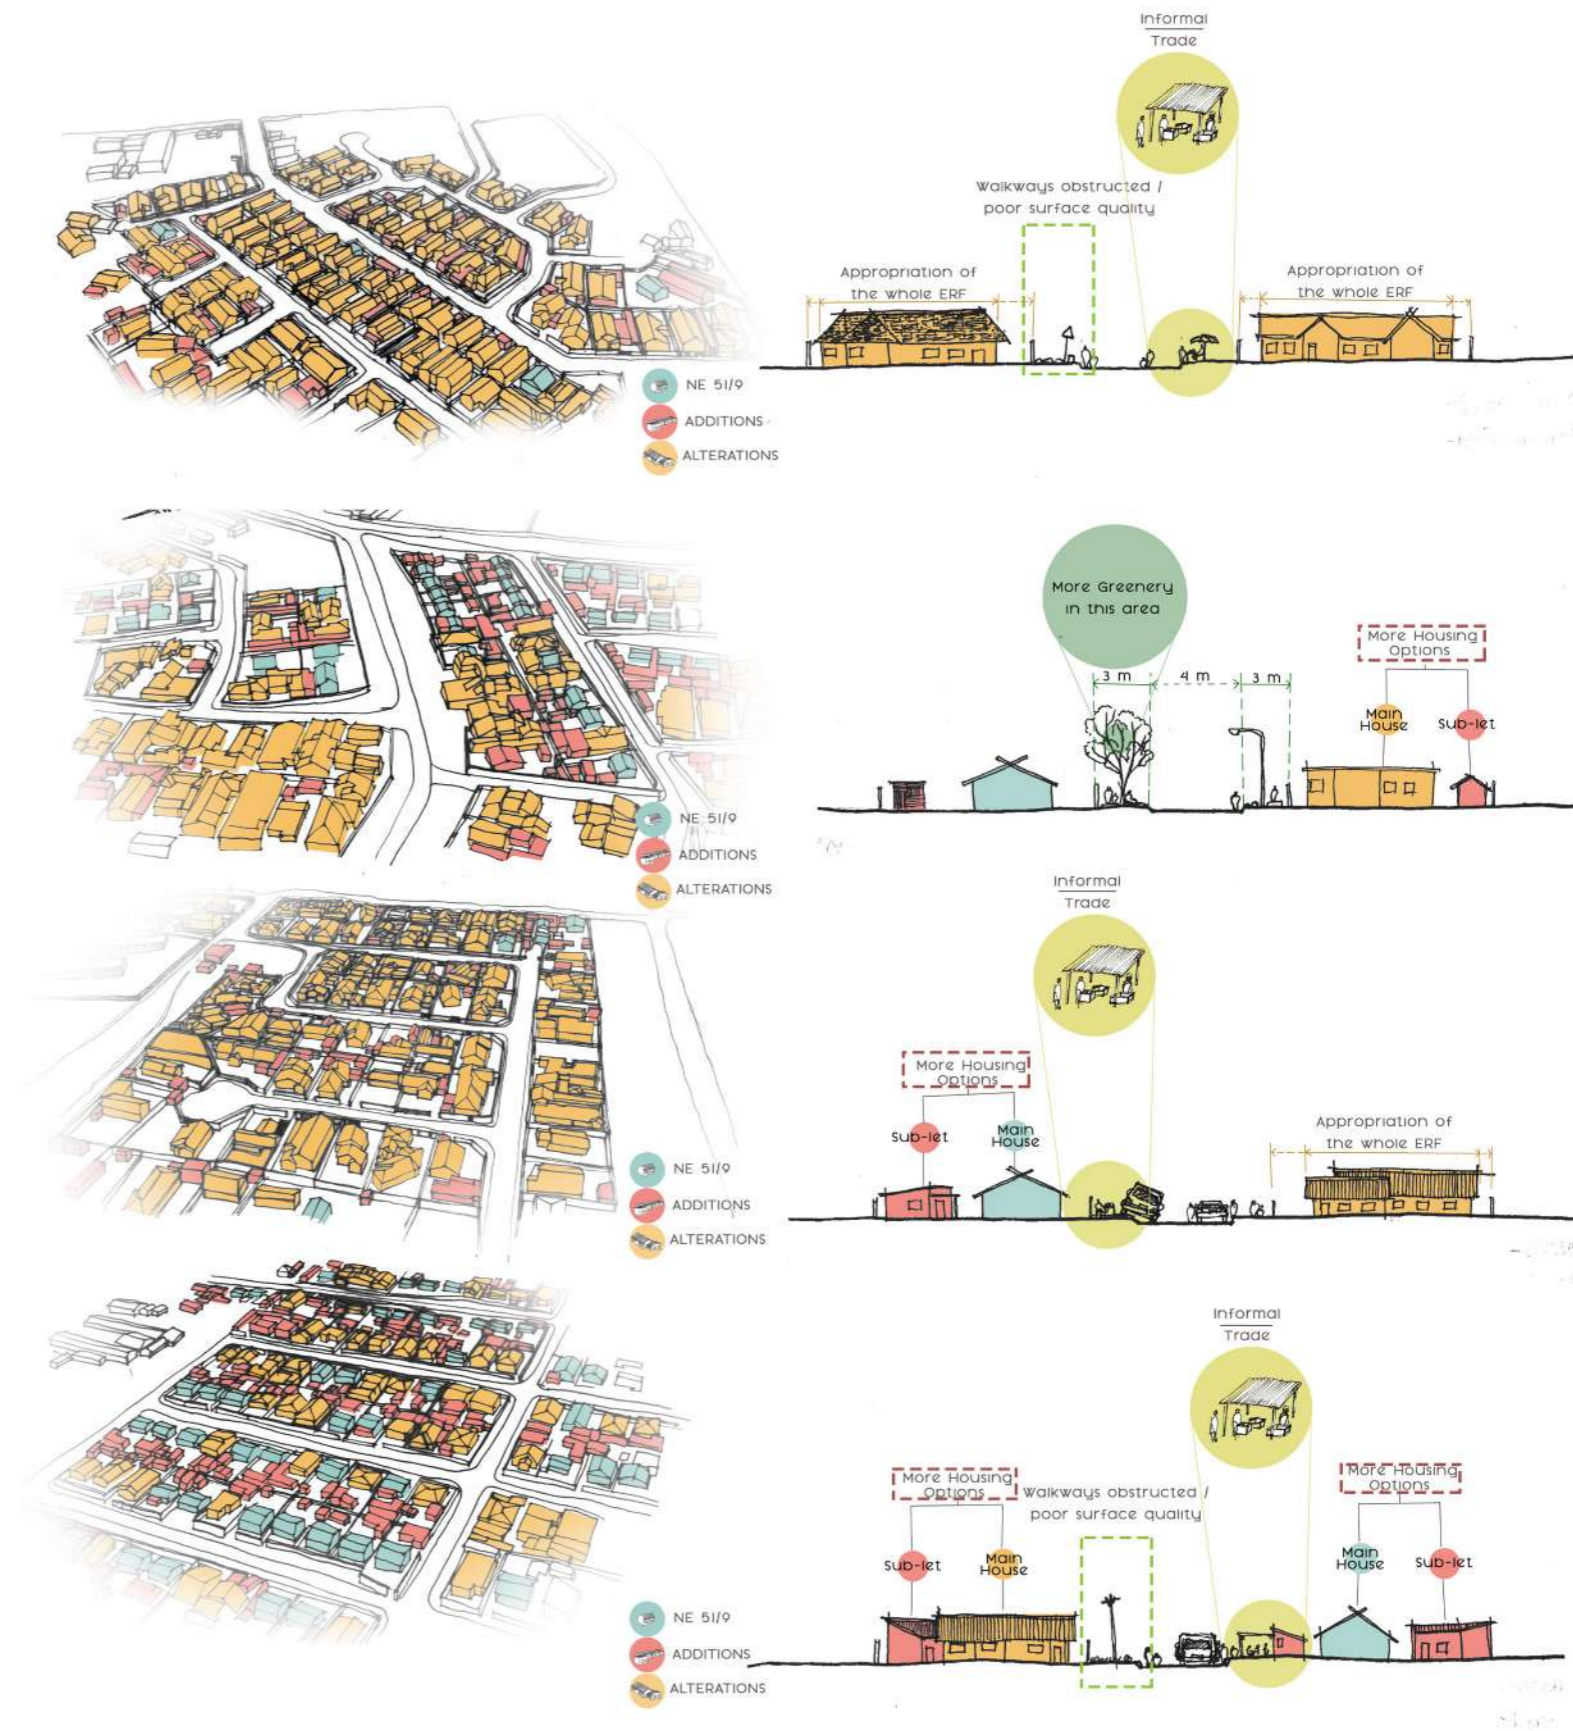 Informal
Trade
Walkways obstructed /
poor surface quality
Appropriation of
the whole ERF
Appropriation of
the whole ERF
NE 51/9
ADDITIONS
ALTERATIONS
More Greenery
in this area
3 m
4 m
3 m
More Housing
Options
Main
House
Sub-let
NE 51/9
ADDITIONS
ALTERATIONS
Informal
Trade
More Housing
Options
Sub-let
Main
House
Appropriation of
the whole ERF
NE 51/9
ADDITIONS
ALTERATIONS
Informal
Trade
More Housing
Options
Walkways obstructed /
poor surface quality
More Housing
Options
Sub-let
Main
House
Main
House
Sub-let
NE 51/9
ADDITIONS
ALTERATIONS